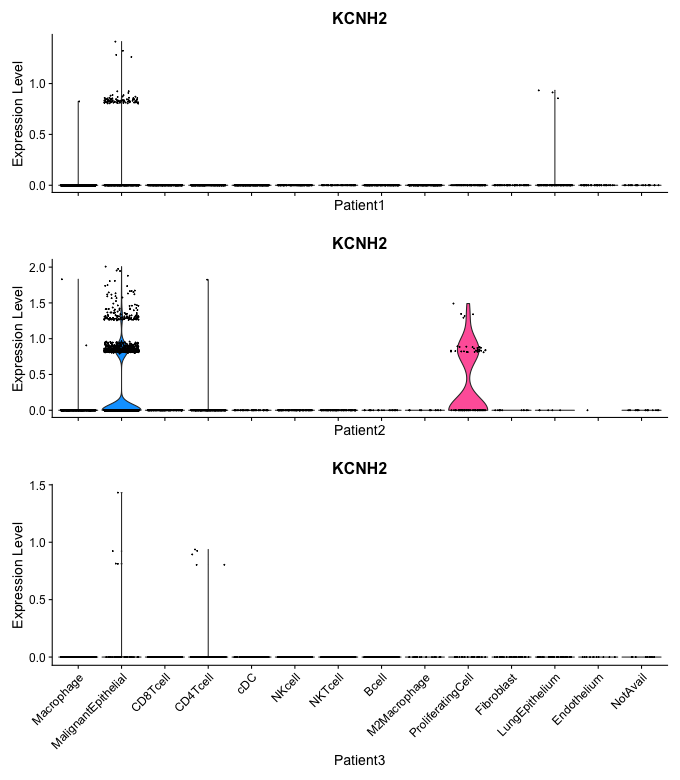 KCNH2
Expression Level
1.0
0.5
0.0
Patient1
KCNH2
Expression Level
2.0
1.5
1.0
0.5
0.0
Patient2
KCNH2
Expression Level
1.5
1.0
0.5
0.0
Macrophage
MalignantEpithelial
CD8Tcell
CD4Tcell
cDC
NKcell
NKTcell
Bcell
M2Macrophage
ProliferatingCell
Fibroblast
LungEpithelium
Endothelium
NotAvail
Patient3